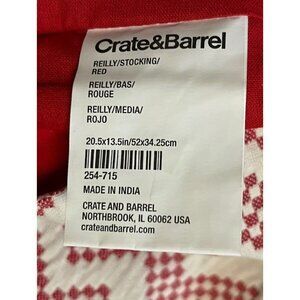 Crate&Barrel
REILLY/STOCKING/
RED
REILLY/BAS/
ROUGE
REILLY/MEDIA/
ROJO
20.5x13.5in/52x34.25cm
254-715
MADE IN INDIA
CRATE AND BARREL
NORTHBROOK, IL 60062 USA
crateandbarrel.com